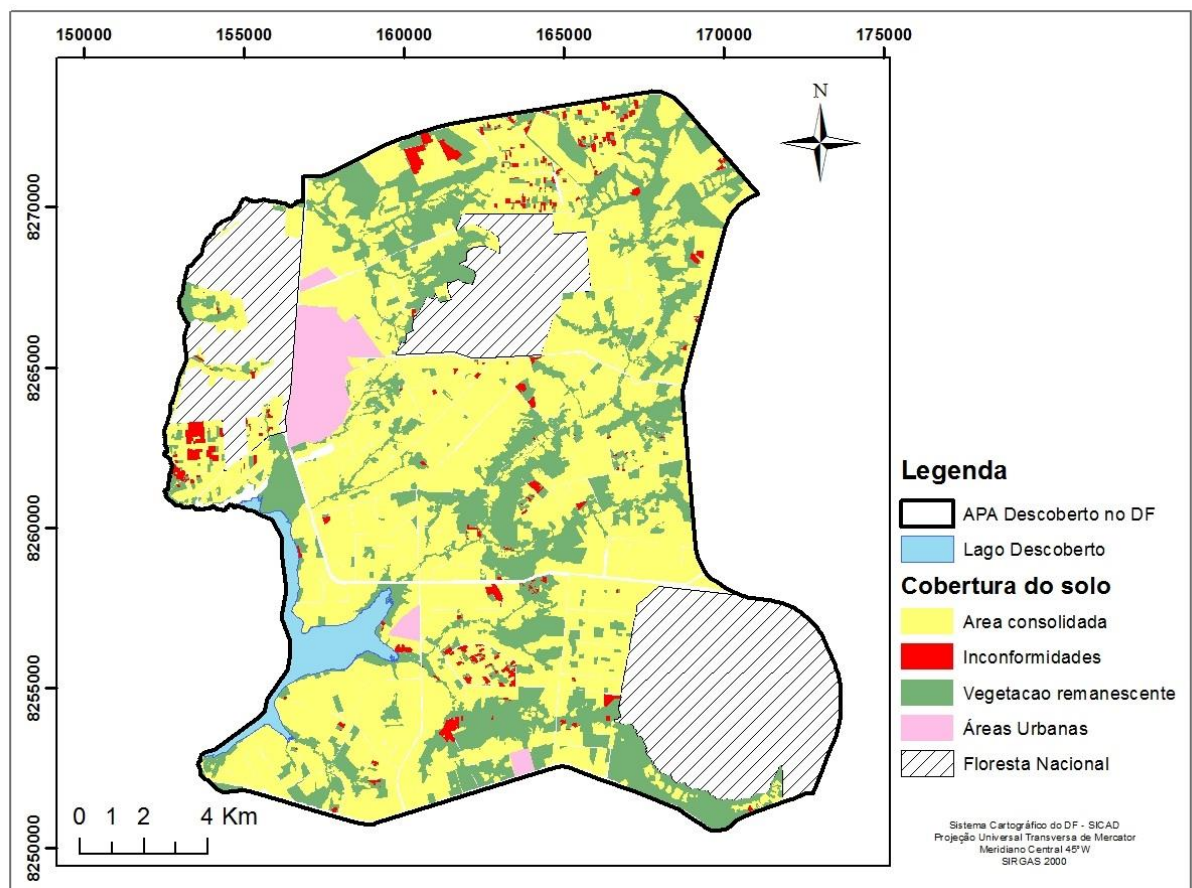 150000 155000 160000 165000 170000 175000
N
8270000
8265000
8260000
8255000
8250000
0 1 2 4 Km
Legenda
APA Descoberto no DF
Lago Descoberto
Cobertura do solo
Area consolidada
Inconformidades
Vegetacao remanescente
Áreas Urbanas
Floresta Nacional
Sistema Cartográfico do DF - SICAD
Projeção Universal Transversa de Mercator
Meridiano Central 45°W
SIRGAS 2000